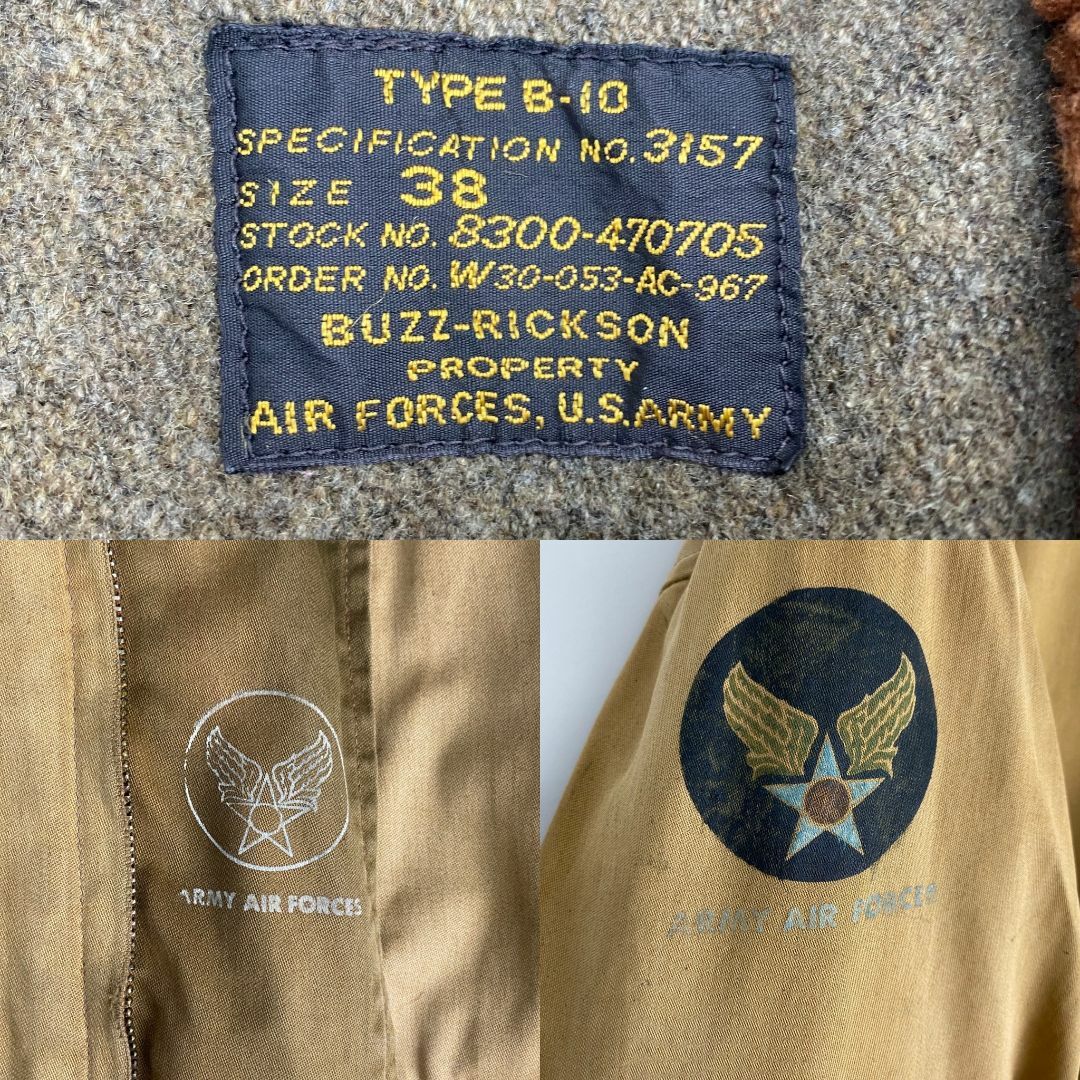 TYPE B-10
SPECIFICATION NO. 3157
SIZE 38
STOCK NO. 8300-470705
ORDER NO. W/30-053-AC-967
BUZZ-RICKSON
PROPERTY
AIR FORCES, U.S. ARMY
ARMY AIR FORCES
ARMY AIR FORCES